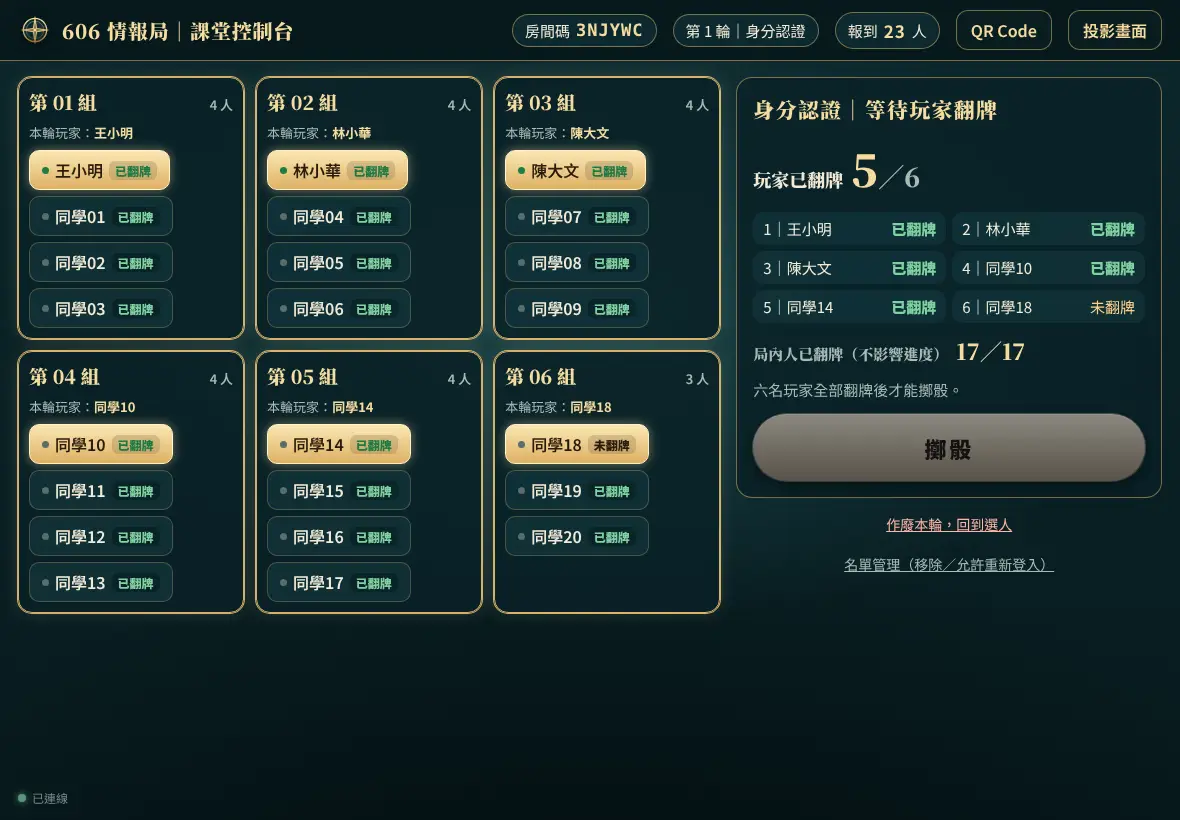 606 情報局｜課堂控制台
房間碼 3NJYWC
第 1 輪｜身分認證
報到 23 人
QR Code
投影畫面
第 01 組 4 人
本輪玩家：王小明
王小明 已翻牌
同學01 已翻牌
同學02 已翻牌
同學03 已翻牌
第 02 組 4 人
本輪玩家：林小華
林小華 已翻牌
同學04 已翻牌
同學05 已翻牌
同學06 已翻牌
第 03 組 4 人
本輪玩家：陳大文
陳大文 已翻牌
同學07 已翻牌
同學08 已翻牌
同學09 已翻牌
第 04 組 4 人
本輪玩家：同學10
同學10 已翻牌
同學11 已翻牌
同學12 已翻牌
同學13 已翻牌
第 05 組 4 人
本輪玩家：同學14
同學14 已翻牌
同學15 已翻牌
同學16 已翻牌
同學17 已翻牌
第 06 組 3 人
本輪玩家：同學18
同學18 未翻牌
同學19 已翻牌
同學20 已翻牌
身分認證｜等待玩家翻牌
玩家已翻牌 5／6
1｜王小明 已翻牌
2｜林小華 已翻牌
3｜陳大文 已翻牌
4｜同學10 已翻牌
5｜同學14 已翻牌
6｜同學18 未翻牌
局內人已翻牌（不影響進度） 17／17
六名玩家全部翻牌後才能擲骰。
擲骰
作廢本輪，回到選人
名單管理（移除／允許重新登入）
已連線